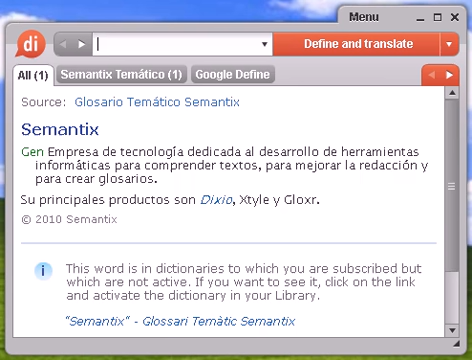 Menu
di
Define and translate
All (1)
Semantix Temático (1)
Google Define
Source: Glosario Temático Semantix
Semantix
Gen Empresa de tecnología dedicada al desarrollo de herramientas
informáticas para comprender textos, para mejorar la redacción y
para crear glosarios.
Su principales productos son Dixio, Xtyle y Gloxr.
© 2010 Semantix
i
This word is in dictionaries to which you are subscribed but
which are not active. If you want to see it, click on the link
and activate the dictionary in your Library.
"Semantix" - Glossari Temàtic Semantix